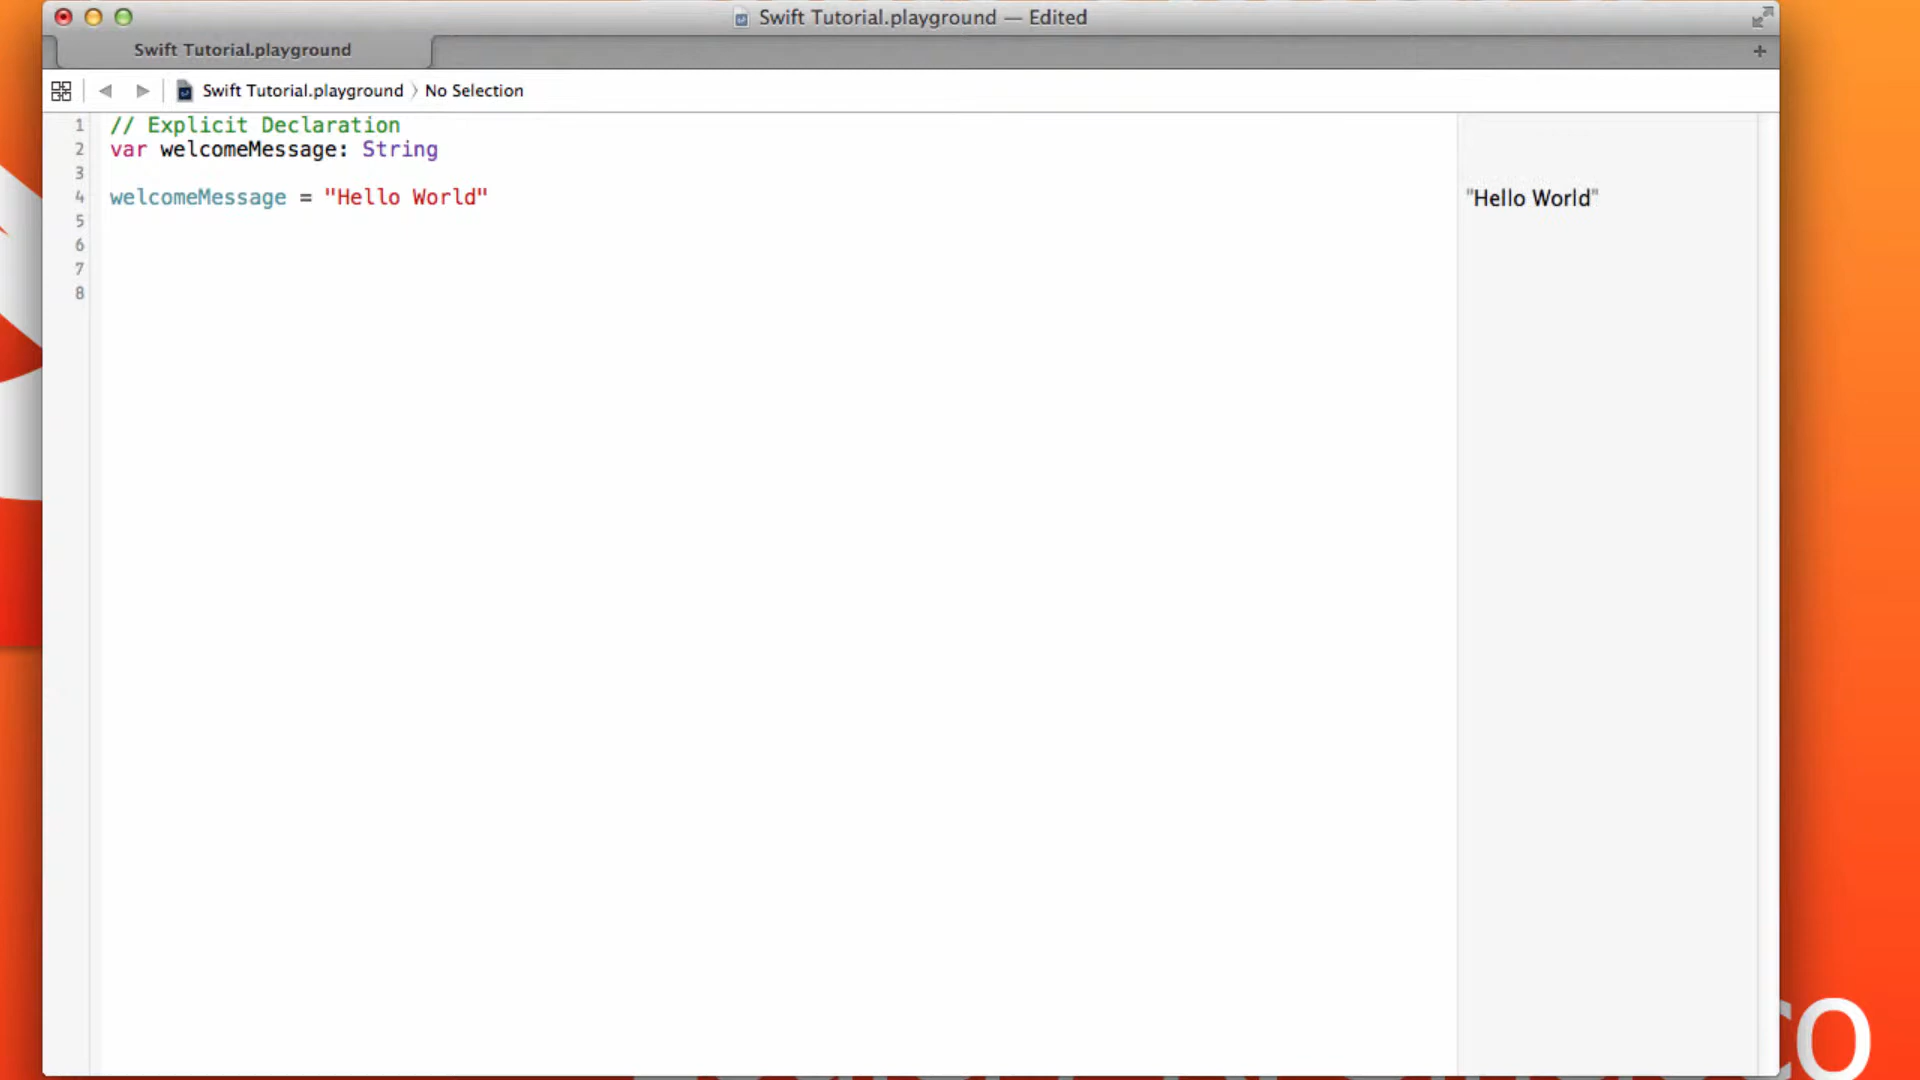 Swift Tutorial.playground — Edited
Swift Tutorial.playground
Swift Tutorial.playground 〉 No Selection
1 // Explicit Declaration
2 var welcomeMessage: String
3
4 welcomeMessage = "Hello World"
"Hello World"
5
6
7
8